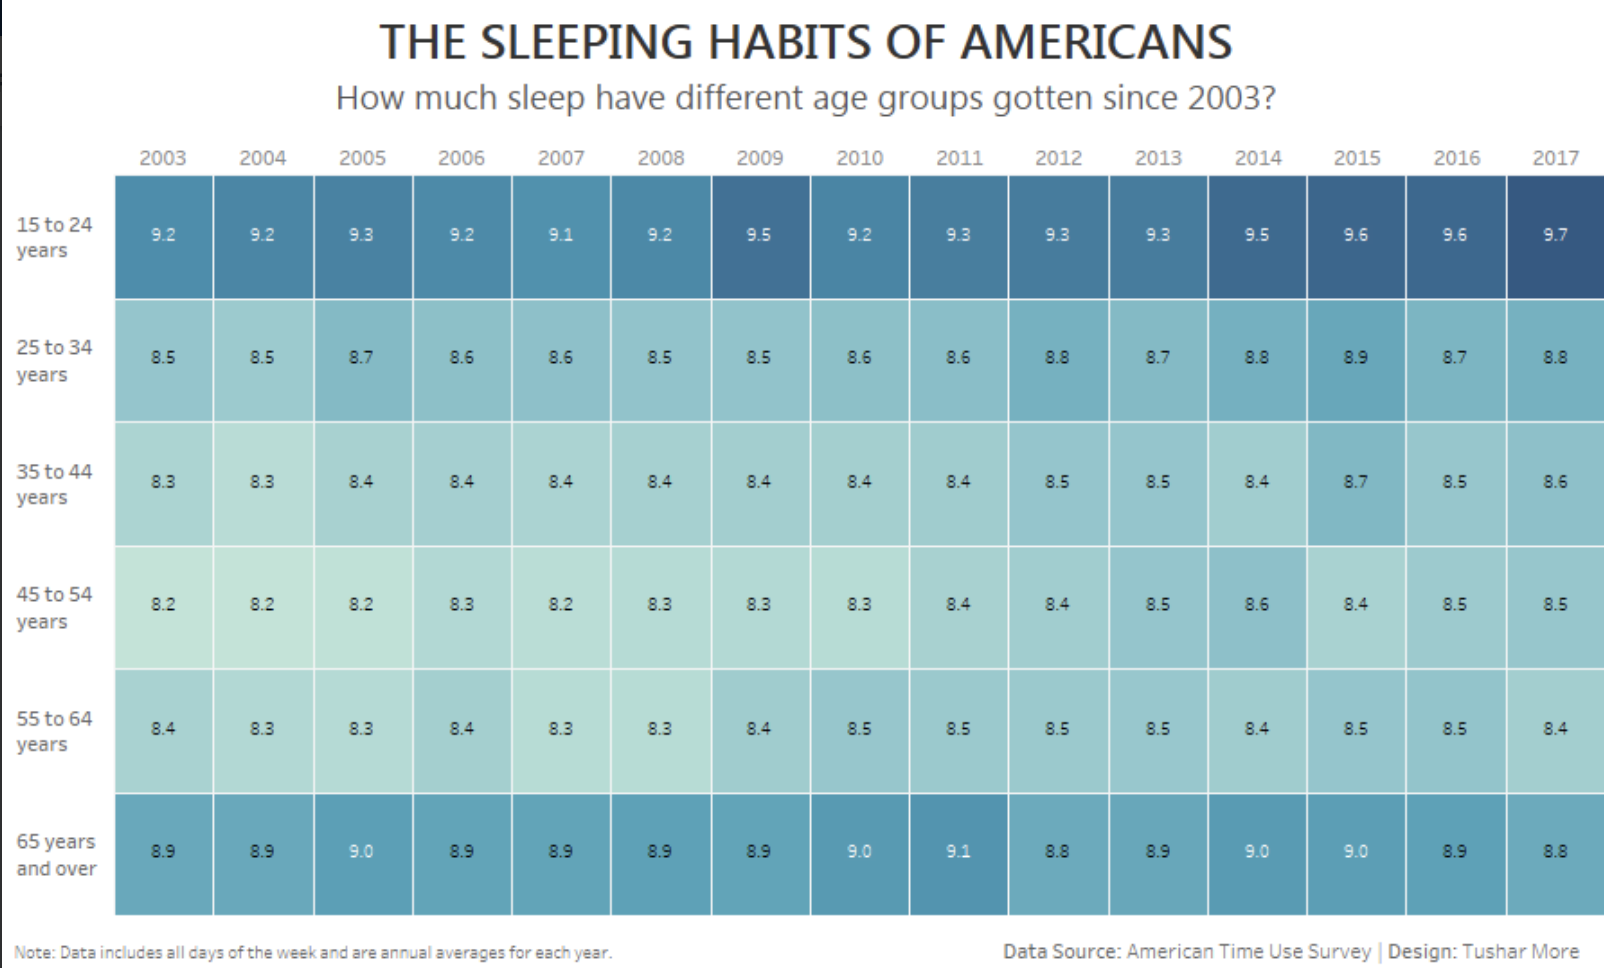 THE SLEEPING HABITS OF AMERICANS
How much sleep have different age groups gotten since 2003?
2003 2004 2005 2006 2007 2008 2009 2010 2011 2012 2013 2014 2015 2016 2017
15 to 24
years
9.2 9.2 9.3 9.2 9.1 9.2 9.5 9.2 9.3 9.3 9.3 9.5 9.6 9.6 9.7
25 to 34
years
8.5 8.5 8.7 8.6 8.6 8.5 8.5 8.6 8.6 8.8 8.7 8.8 8.9 8.7 8.8
35 to 44
years
8.3 8.3 8.4 8.4 8.4 8.4 8.4 8.4 8.4 8.5 8.5 8.4 8.7 8.5 8.6
45 to 54
years
8.2 8.2 8.2 8.3 8.2 8.3 8.3 8.3 8.4 8.4 8.5 8.6 8.4 8.5 8.5
55 to 64
years
8.4 8.3 8.3 8.4 8.3 8.3 8.4 8.5 8.5 8.5 8.5 8.4 8.5 8.5 8.4
65 years
and over
8.9 8.9 9.0 8.9 8.9 8.9 8.9 9.0 9.1 8.8 8.9 9.0 9.0 8.9 8.8
Note: Data includes all days of the week and are annual averages for each year.
Data Source: American Time Use Survey | Design: Tushar More